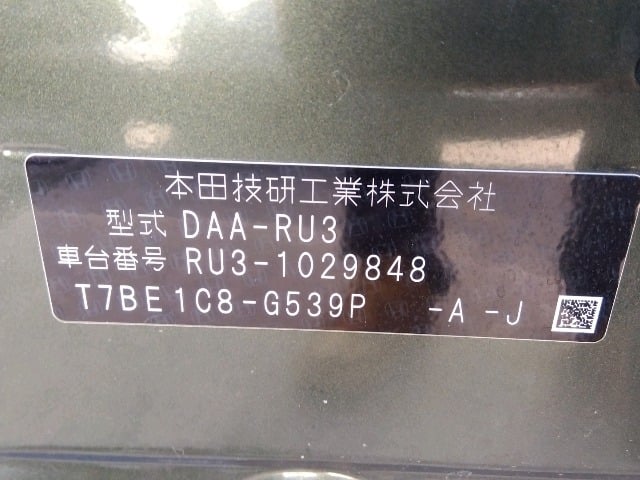 本田技研工業株式会社
型式 DAA-RU3
車台番号 RU3-1029848
T7BE1C8-G539P -A -J